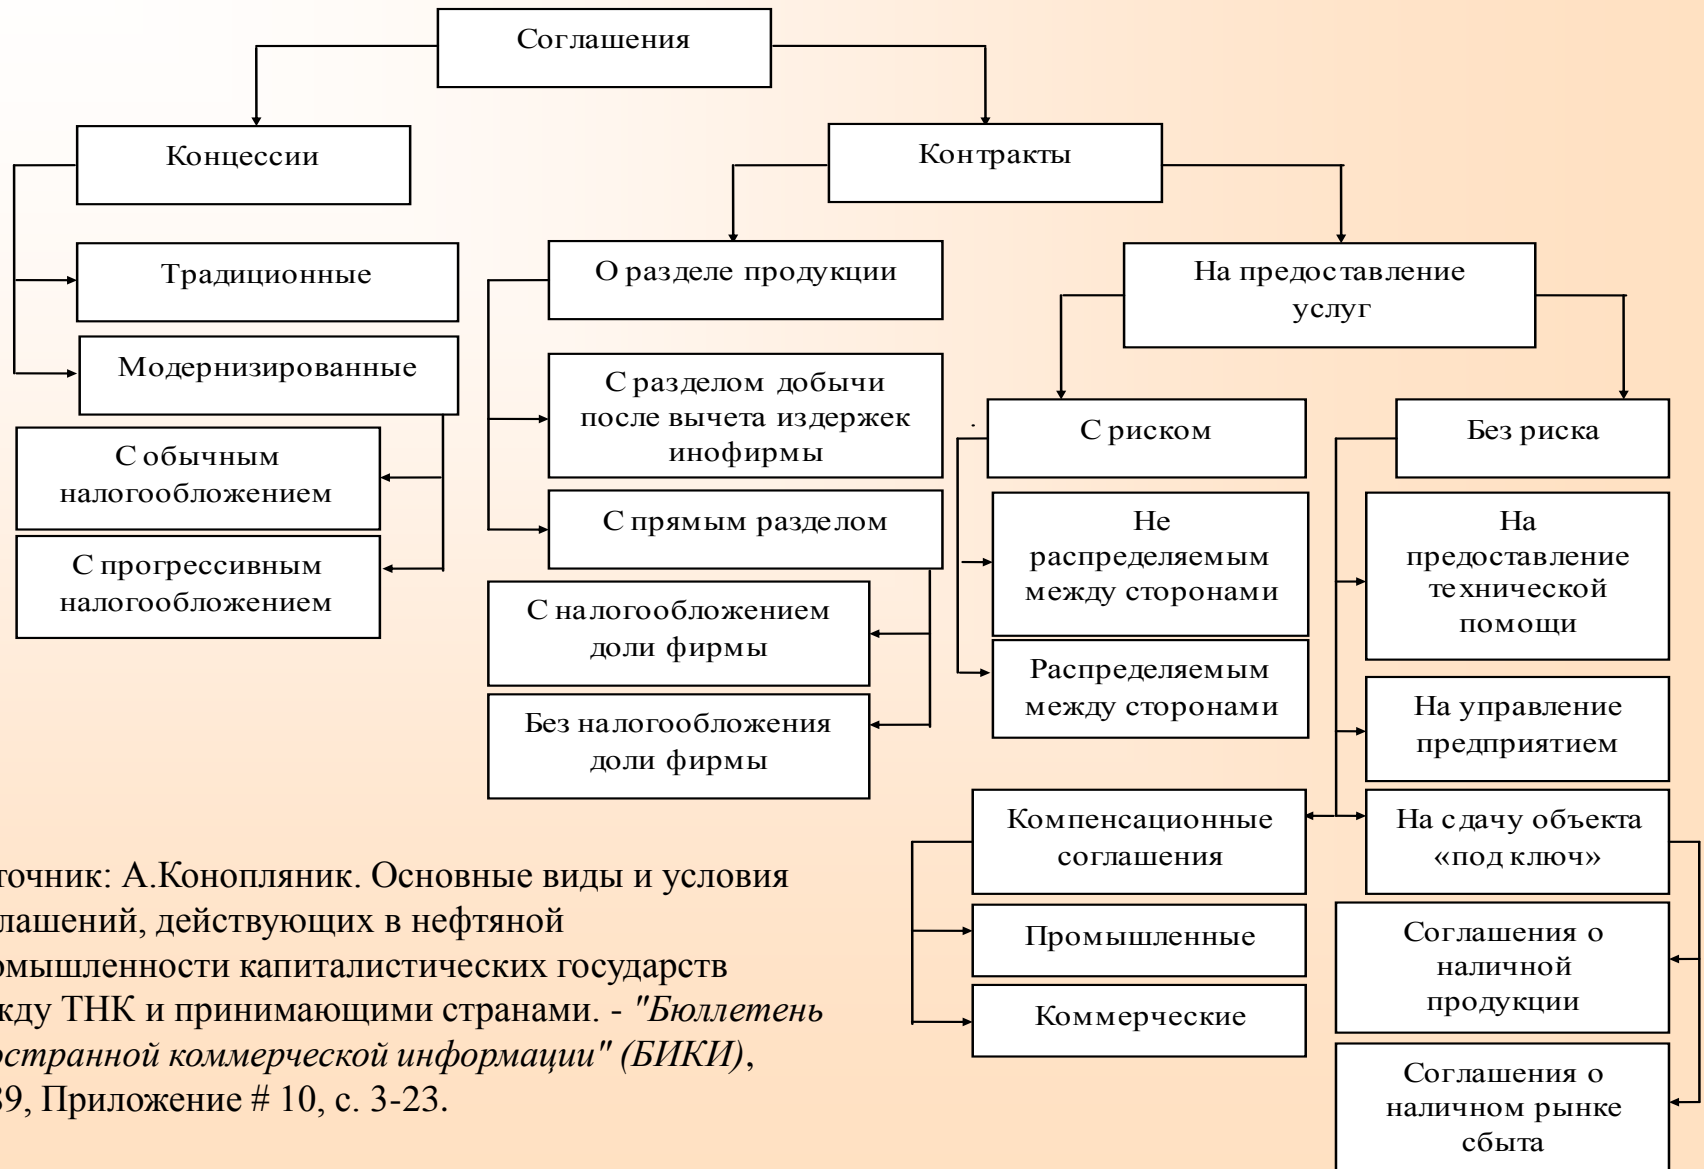 Соглашения
Концессии
Контракты
Традиционные
О разделе продукции
На предоставление
услуг
Модернизированные
С разделом добычи
после вычета издержек
инофирмы
С риском
Без риска
С обычным
налогообложением
С прямым разделом
Не
распределяемым
между сторонами
На
предоставление
технической
помощи
С прогрессивным
налогообложением
С налогообложением
доли фирмы
Распределяемым
между сторонами
На управление
предприятием
Без налогообложения
доли фирмы
Компенсационные
соглашения
На сдачу объекта
«под ключ»
Промышленные
Соглашения о
наличной
продукции
Коммерческие
Соглашения о
наличном рынке
сбыта
точник: А.Конопляник. Основные виды и условия
лашений, действующих в нефтяной
омышленности капиталистических государств
жду ТНК и принимающими странами. - "Бюллетень
остранной коммерческой информации" (БИКИ),
89, Приложение # 10, с. 3-23.